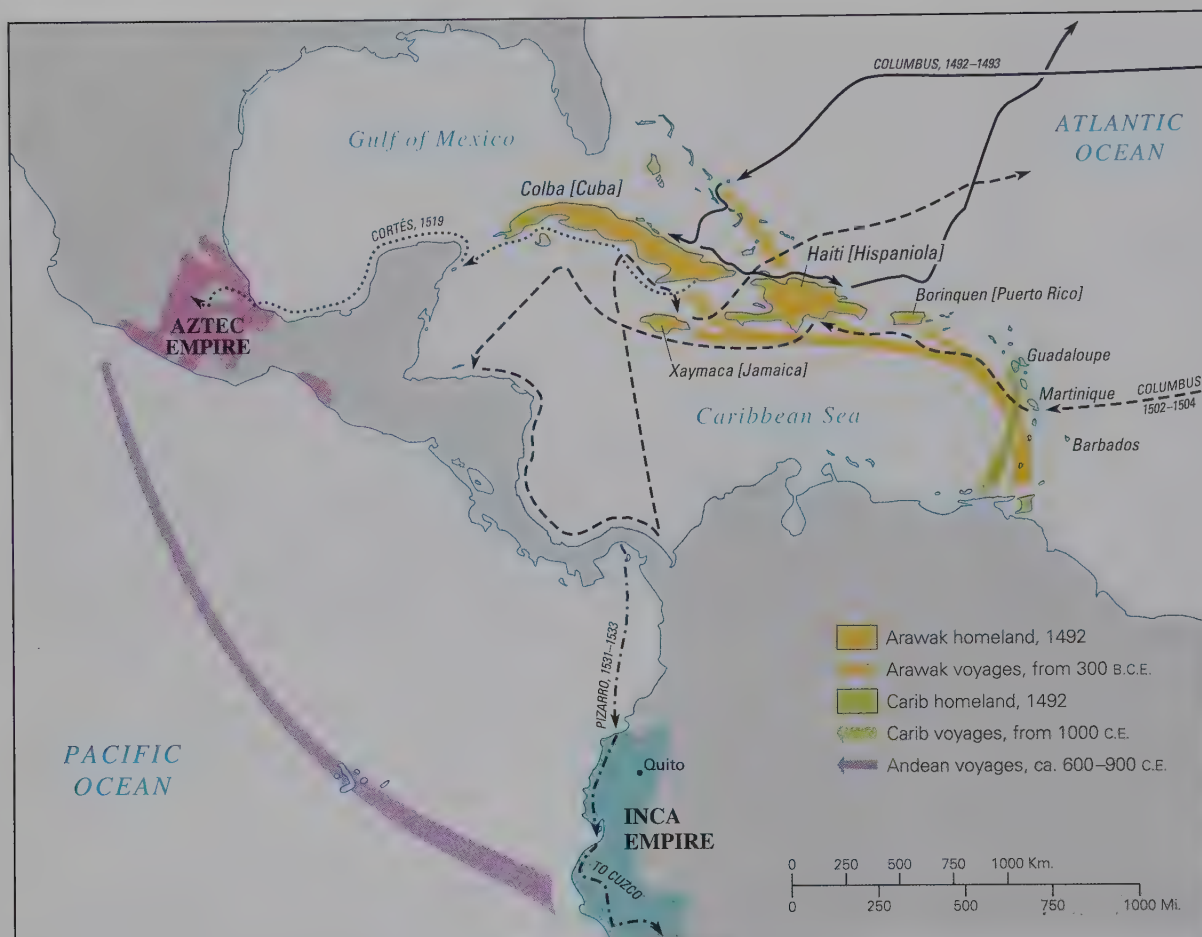 COLUMBUS, 1492–1493
ATLANTIC
OCEAN
Gulf of Mexico
Colba [Cuba]
CORTÉS, 1519
Haiti [Hispaniola]
Borinquen [Puerto Rico]
AZTEC
EMPIRE
Xaymaca [Jamaica]
Guadaloupe
Martinique
COLUMBUS
1502–1504
Caribbean Sea
Barbados
PIZARRO, 1531–1533
PACIFIC
OCEAN
Quito
INCA
EMPIRE
TO CUZCO
Arawak homeland, 1492
Arawak voyages, from 300 B.C.E.
Carib homeland, 1492
Carib voyages, from 1000 C.E.
Andean voyages, ca. 600–900 C.E.
0 250 500 750 1000 Km.
0 250 500 750 1000 Mi.